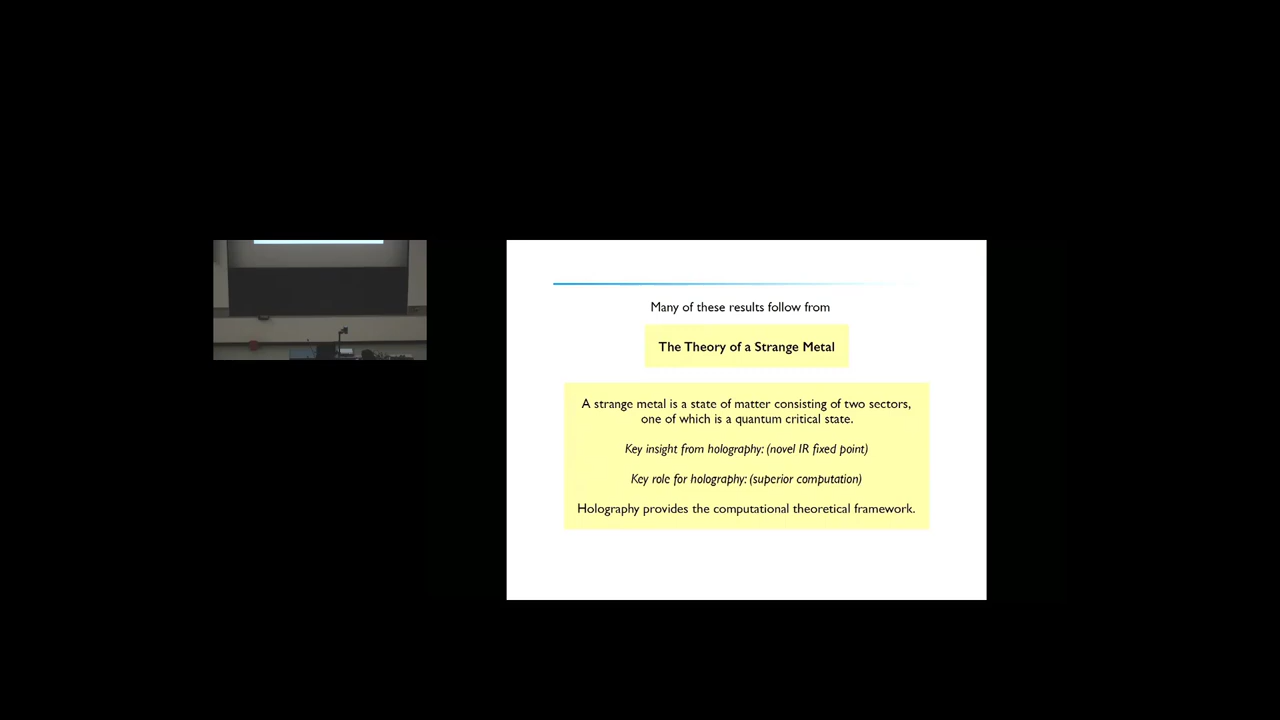 Many of these results follow from
The Theory of a Strange Metal
A strange metal is a state of matter consisting of two sectors,
one of which is a quantum critical state.
Key insight from holography: (novel IR fixed point)
Key role for holography: (superior computation)
Holography provides the computational theoretical framework.